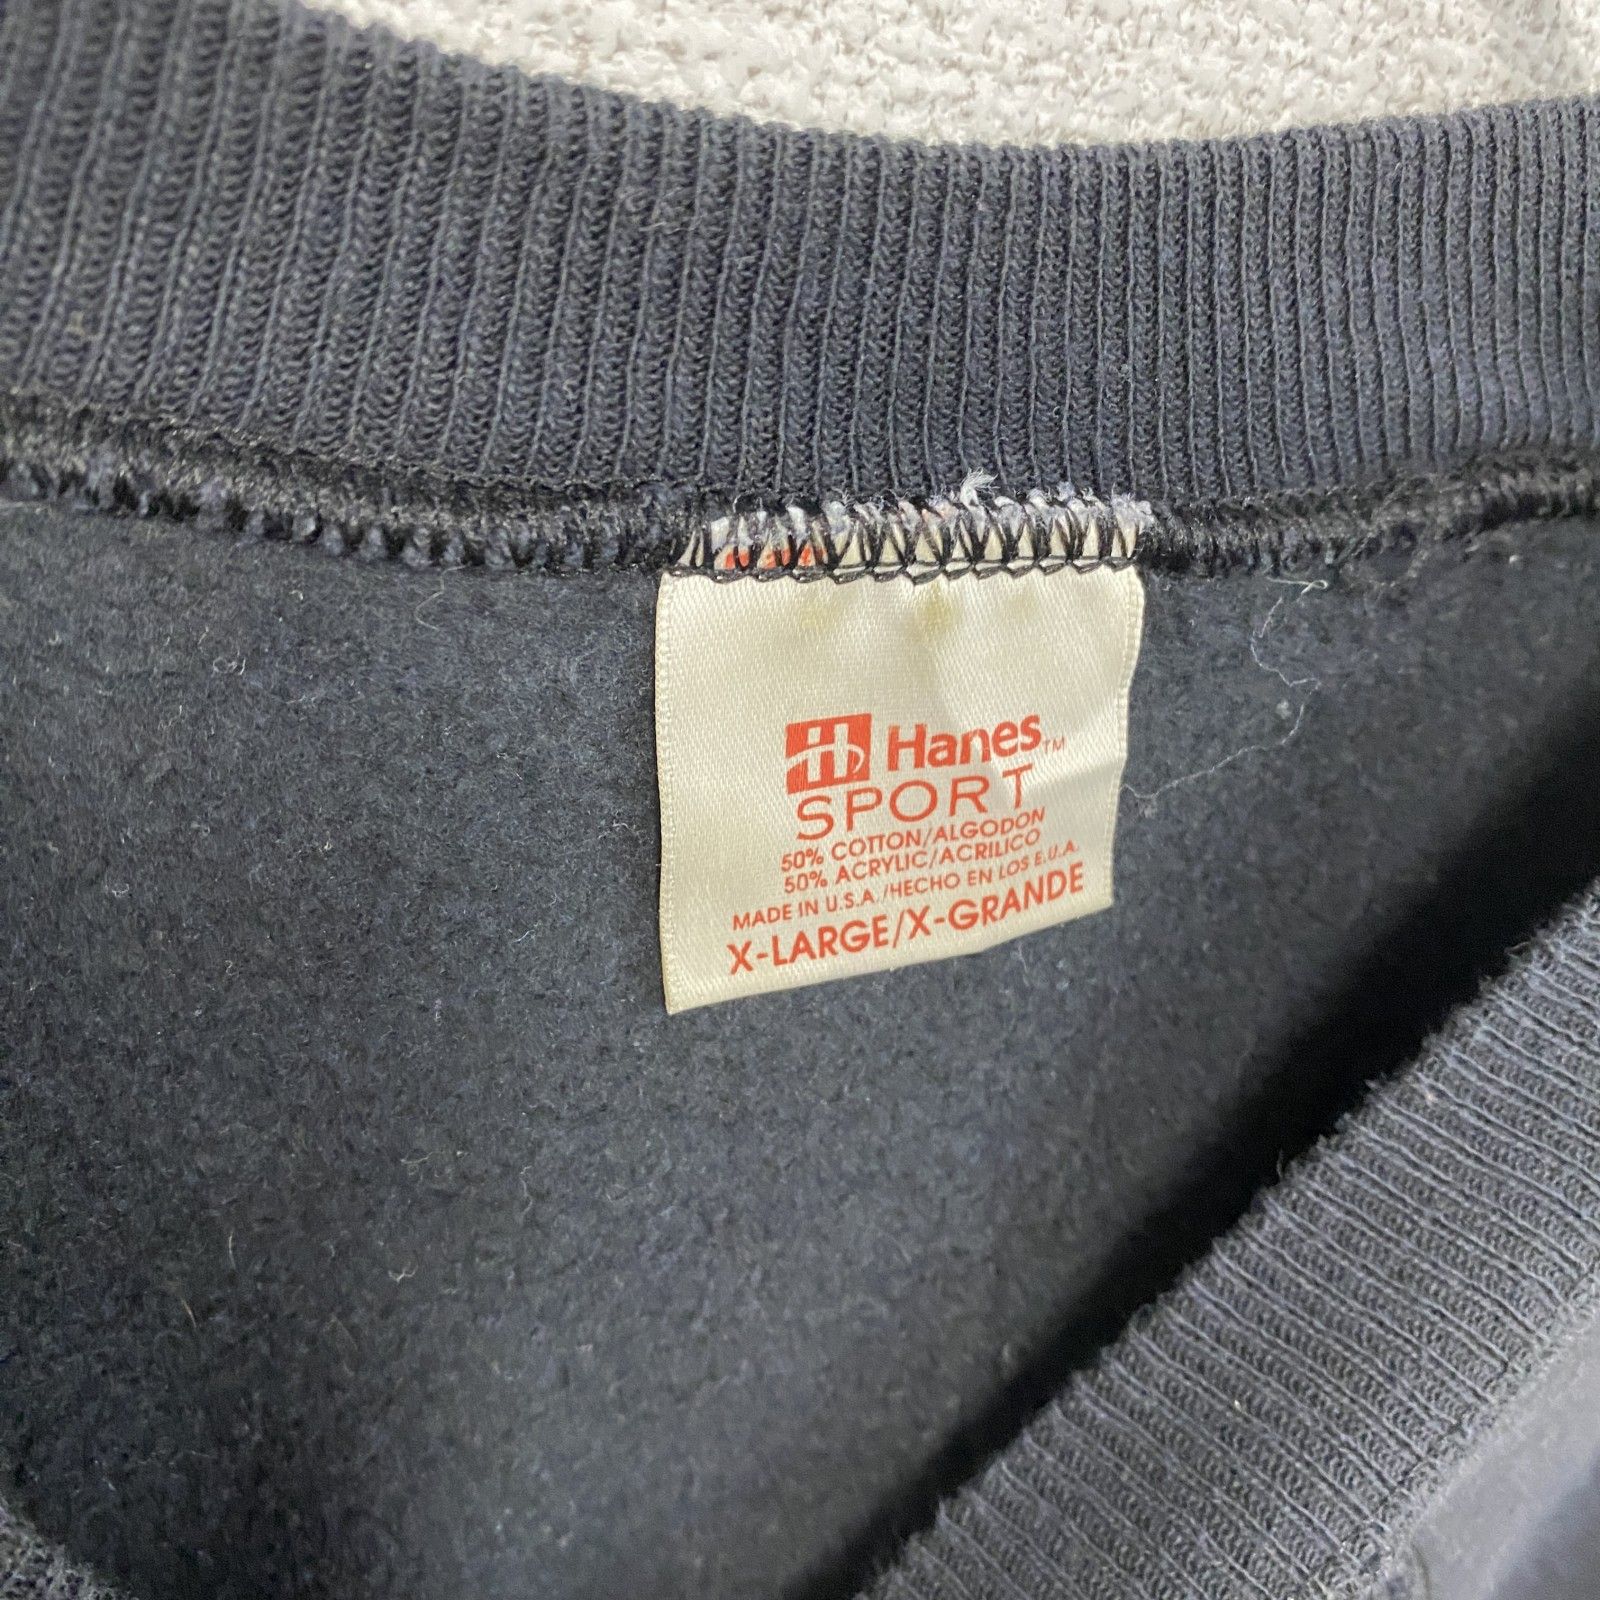 Hanes™
SPORT
50% COTTON/ALGODON
50% ACRYLIC/ACRILICO
MADE IN U.S.A./HECHO EN LOS E.U.A.
X-LARGE/X-GRANDE